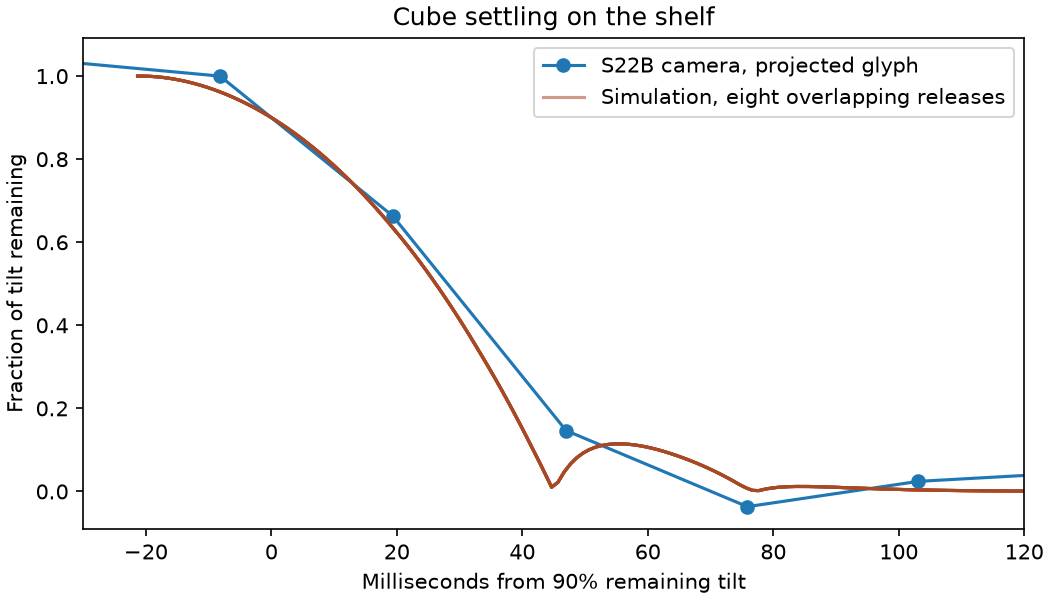 Cube settling on the shelf
S22B camera, projected glyph
Simulation, eight overlapping releases
Fraction of tilt remaining
1.0
0.8
0.6
0.4
0.2
0.0
−20 0 20 40 60 80 100 120
Milliseconds from 90% remaining tilt